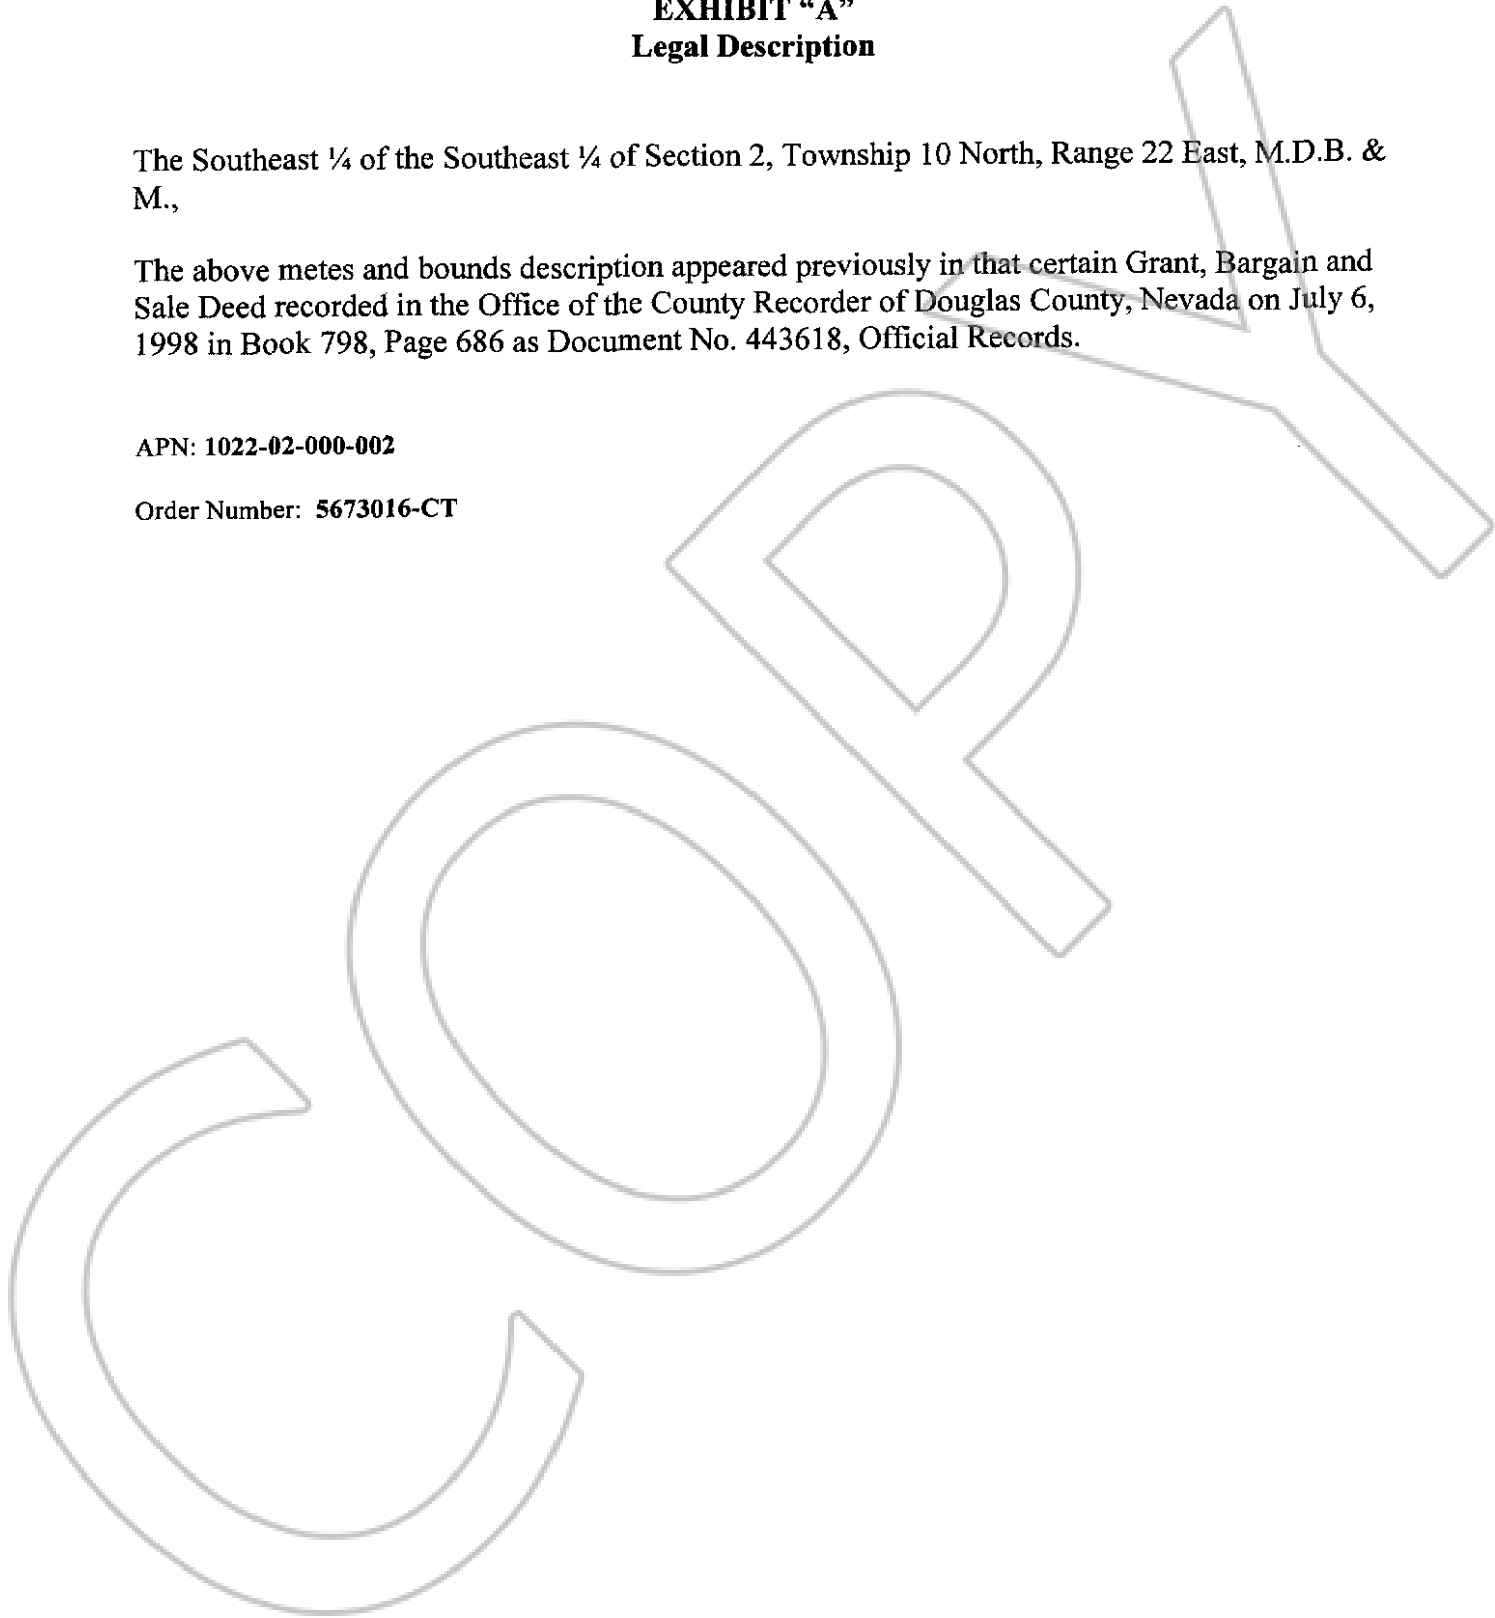 EXHIBIT “A”
Legal Description
The Southeast ¼ of the Southeast ¼ of Section 2, Township 10 North, Range 22 East, M.D.B. &
M.,
The above metes and bounds description appeared previously in that certain Grant, Bargain and
Sale Deed recorded in the Office of the County Recorder of Douglas County, Nevada on July 6,
1998 in Book 798, Page 686 as Document No. 443618, Official Records.
APN: 1022-02-000-002
Order Number: 5673016-CT
COPY